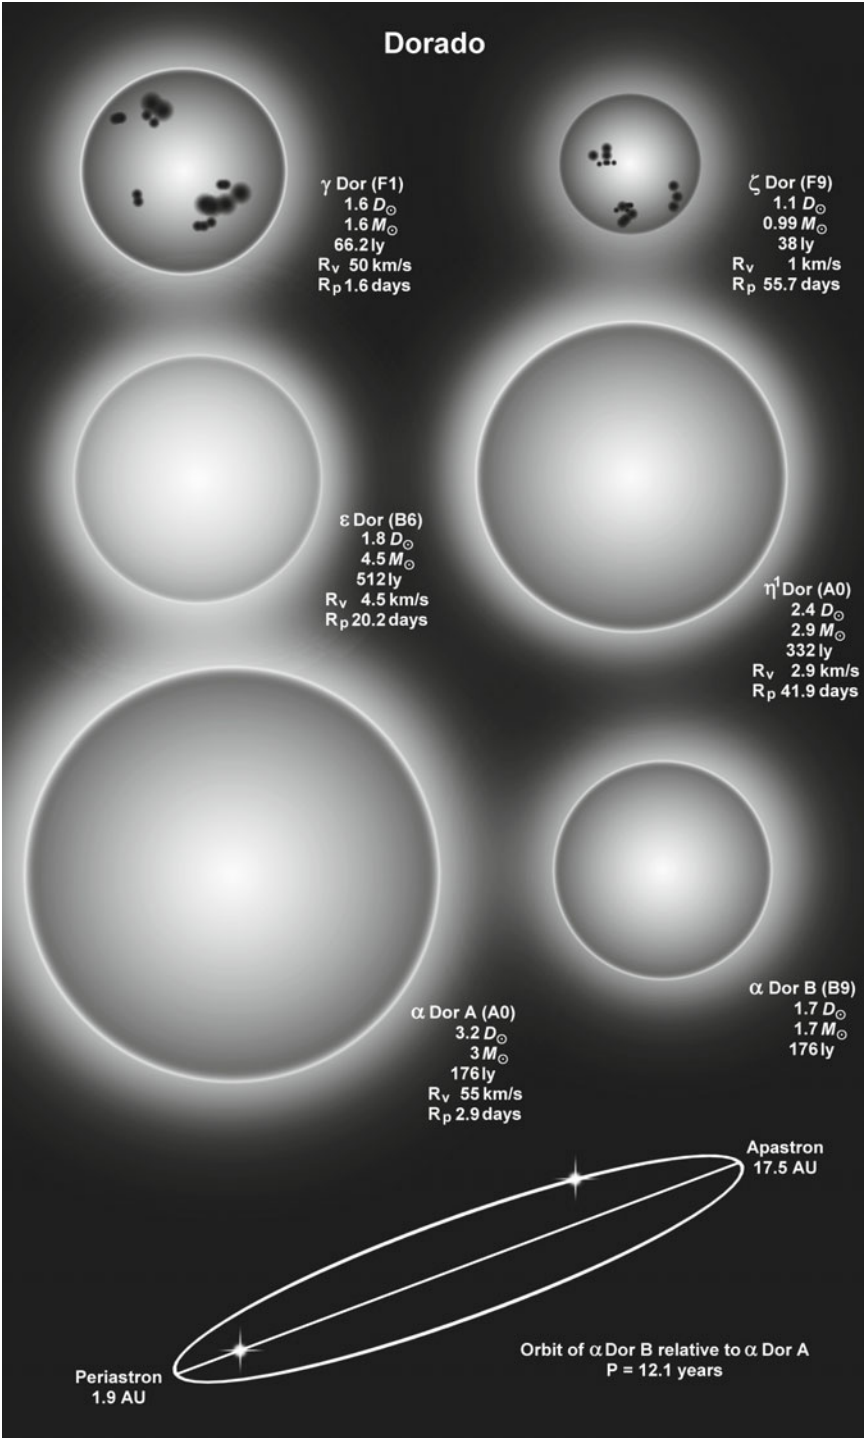 Dorado
γ Dor (F1)
1.6 D☉
1.6 M☉
66.2 ly
Rv 50 km/s
Rp 1.6 days
ζ Dor (F9)
1.1 D☉
0.99 M☉
38 ly
Rv 1 km/s
Rp 55.7 days
ε Dor (B6)
1.8 D☉
4.5 M☉
512 ly
Rv 4.5 km/s
Rp 20.2 days
η¹ Dor (A0)
2.4 D☉
2.9 M☉
332 ly
Rv 2.9 km/s
Rp 41.9 days
α Dor A (A0)
3.2 D☉
3 M☉
176 ly
Rv 55 km/s
Rp 2.9 days
α Dor B (B9)
1.7 D☉
1.7 M☉
176 ly
Apastron
17.5 AU
Orbit of α Dor B relative to α Dor A
P = 12.1 years
Periastron
1.9 AU